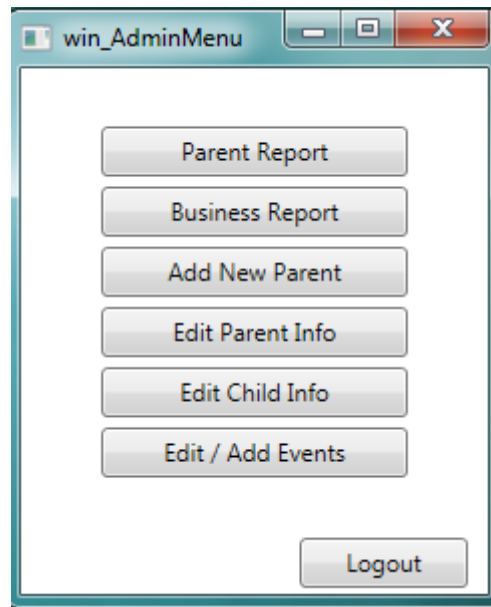 win_AdminMenu
Parent Report
Business Report
Add New Parent
Edit Parent Info
Edit Child Info
Edit / Add Events
Logout